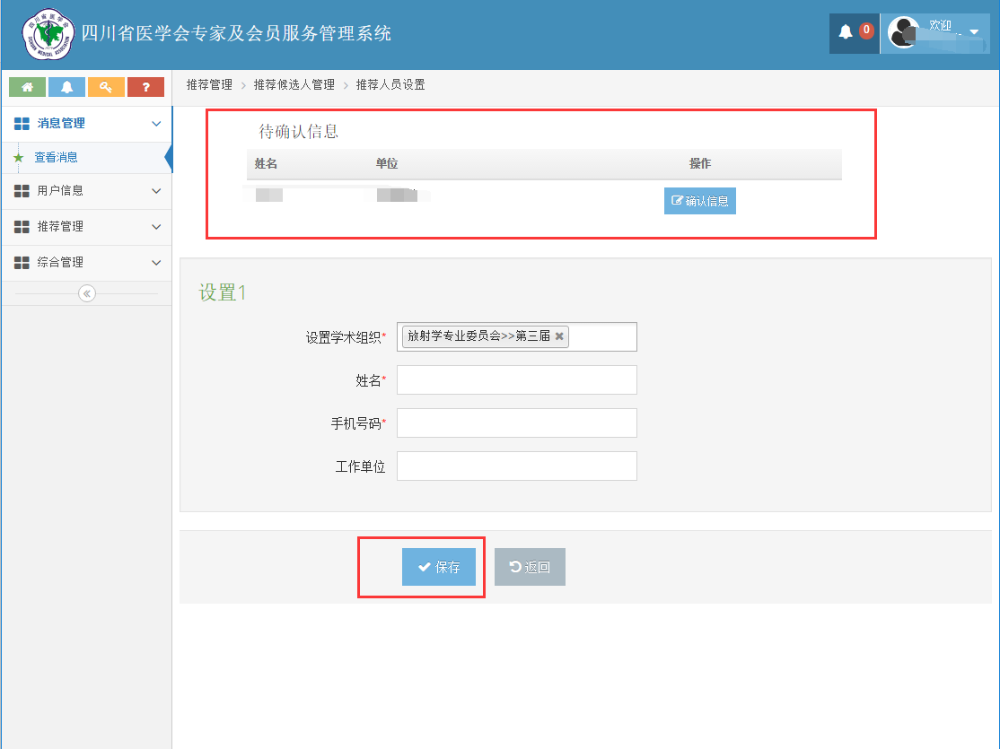 四川省医学会专家及会员服务管理系统
0
欢迎
?
推荐管理 > 推荐候选人管理 > 推荐人员设置
消息管理
查看消息
用户信息
推荐管理
综合管理
待确认信息
姓名 单位 操作
确认信息
设置1
设置学术组织* 放射学专业委员会>>第三届 ×
姓名*
手机号码*
工作单位
保存 返回